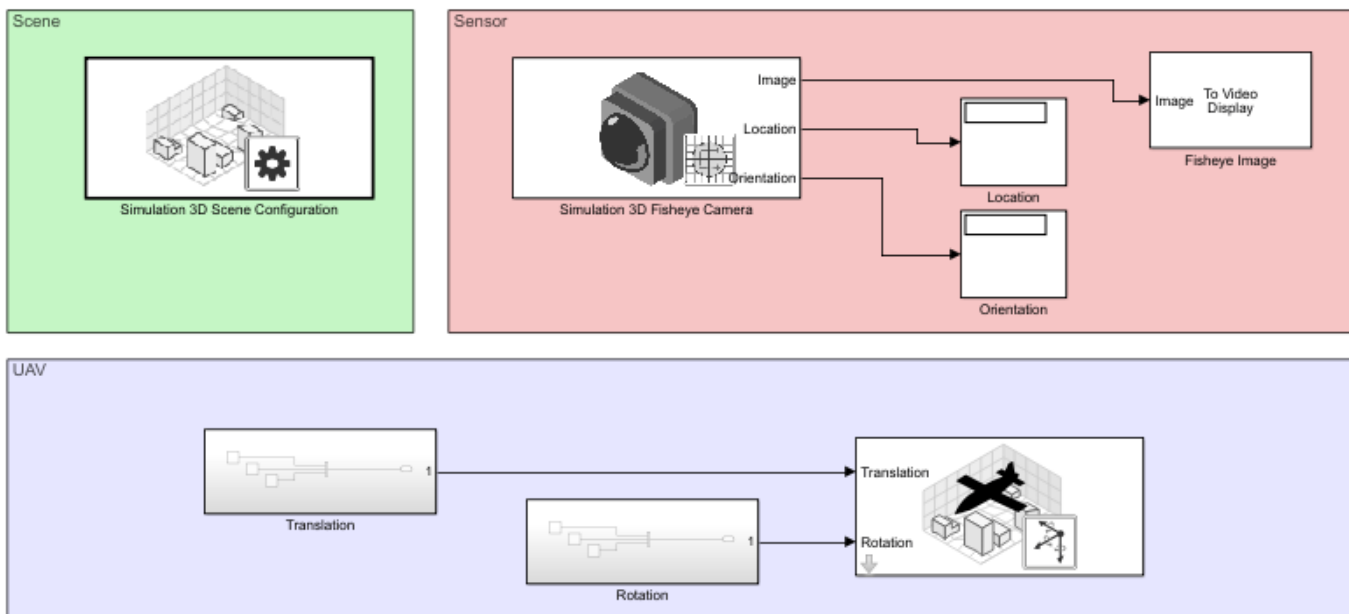 Scene
Simulation 3D Scene Configuration
Sensor
Image
Location
Orientation
Simulation 3D Fisheye Camera
Location
Orientation
Image
To Video
Display
Fisheye Image
UAV
1
Translation
1
Rotation
Translation
Rotation